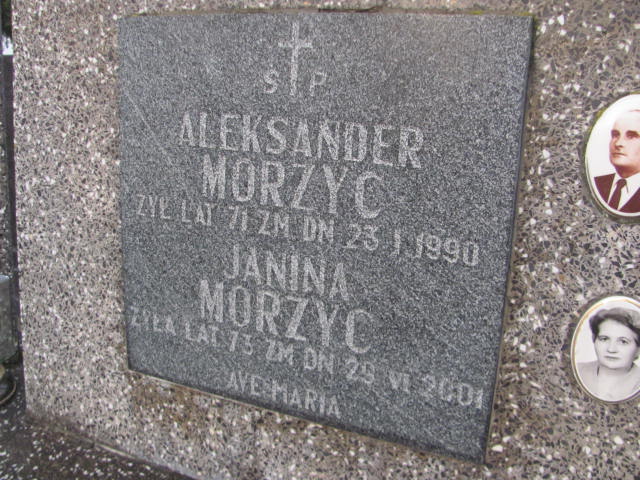 S P
ALEKSANDER
MORZYC
ŻYŁ LAT 71 ZM DN 23 I 1990
JANINA
MORZYC
ŻYŁA LAT 73 ZM DN 29 VI 2001
AVE MARIA